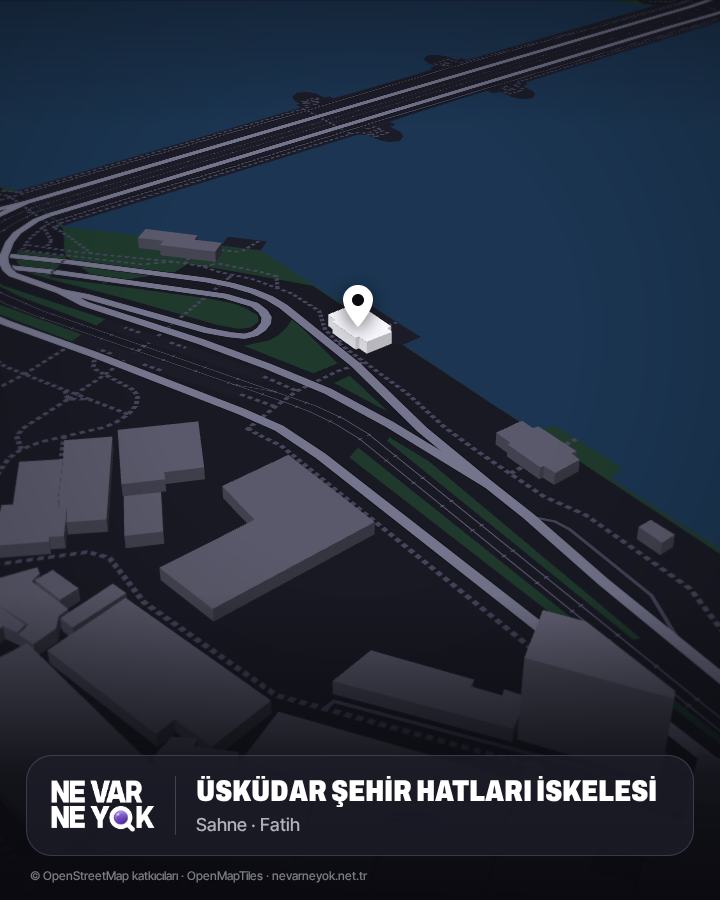 NE VAR
NE YOK
ÜSKÜDAR ŞEHİR HATLARI İSKELESİ
Sahne · Fatih
© OpenStreetMap katkıcıları · OpenMapTiles · nevarneyok.net.tr